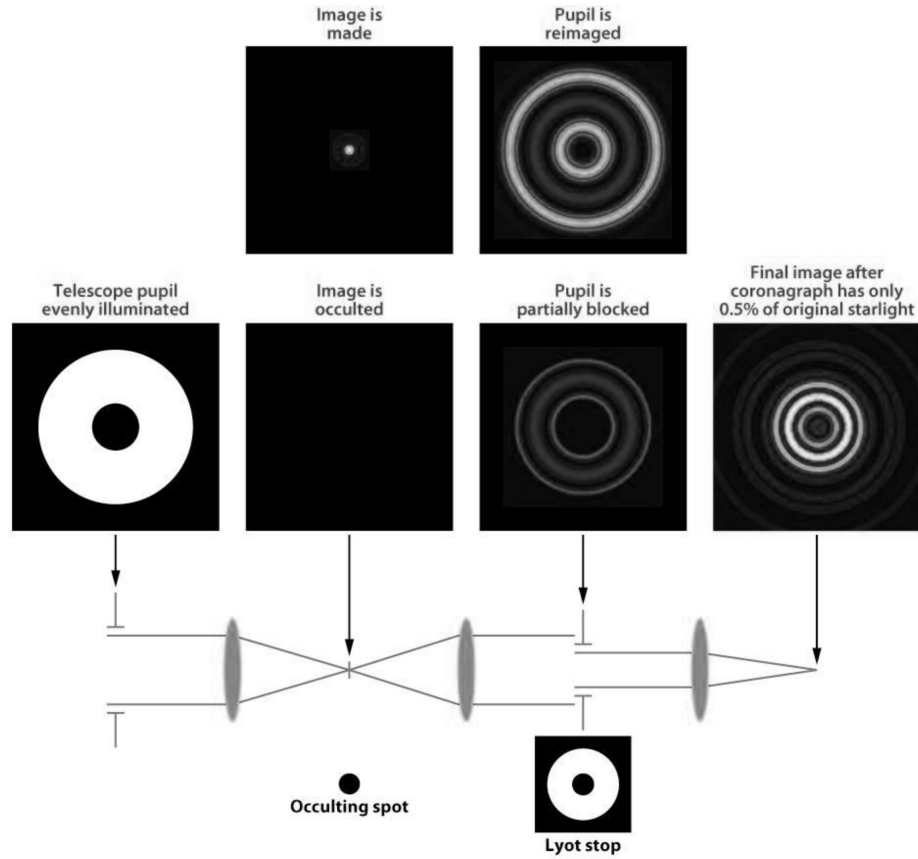 Image is
made
Pupil is
reimaged
Telescope pupil
evenly illuminated
Image is
occulted
Pupil is
partially blocked
Final image after
coronagraph has only
0.5% of original starlight
Occulting spot
Lyot stop